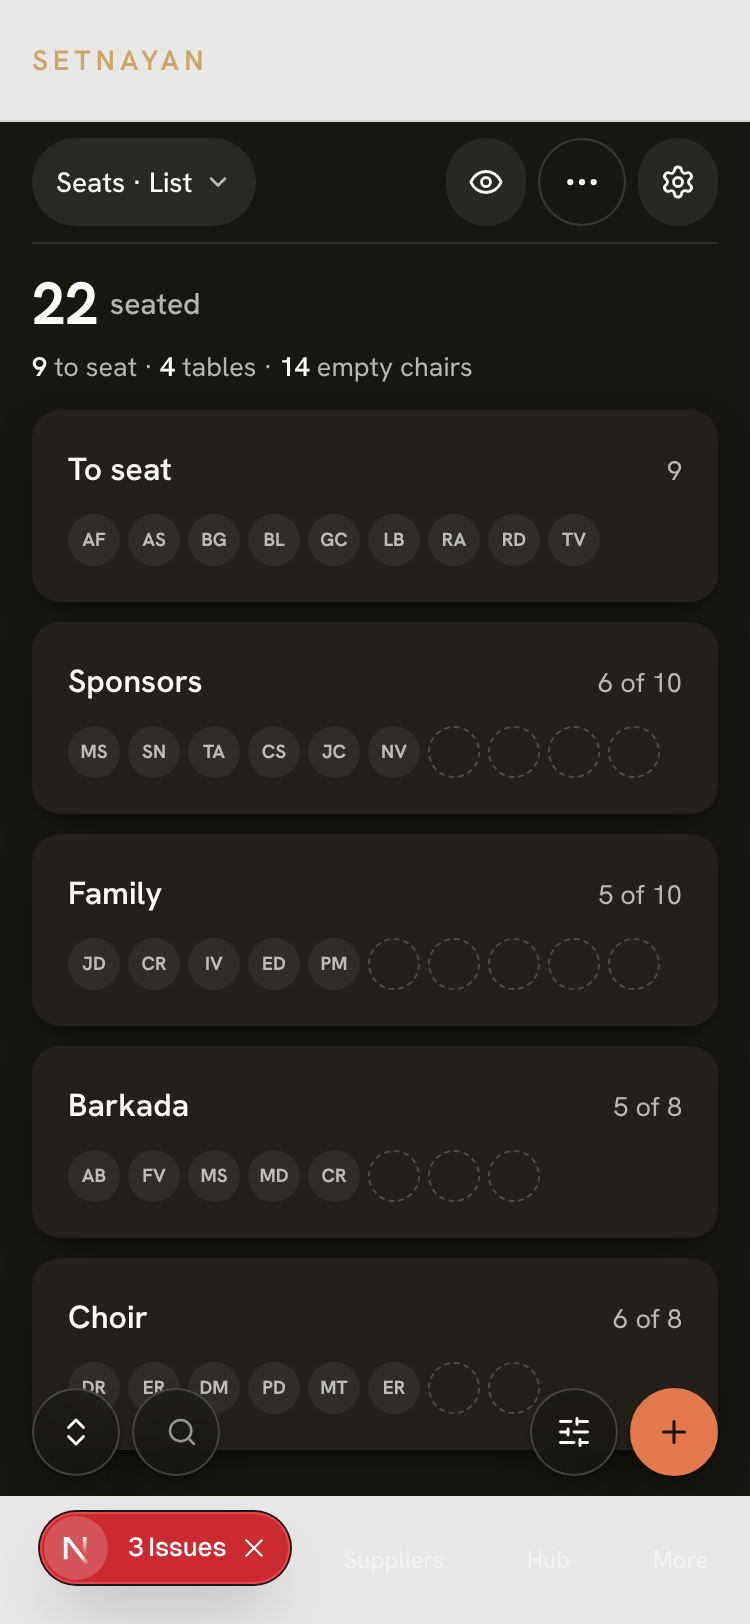 SETNAYAN
Seats · List
22 seated
9 to seat · 4 tables · 14 empty chairs
To seat 9
AF AS BG BL GC LB RA RD TV
Sponsors 6 of 10
MS SN TA CS JC NV
Family 5 of 10
JD CR IV ED PM
Barkada 5 of 8
AB FV MS MD CR
Choir 6 of 8
DR ER DM PD MT ER
N 3 Issues Suppliers Hub More